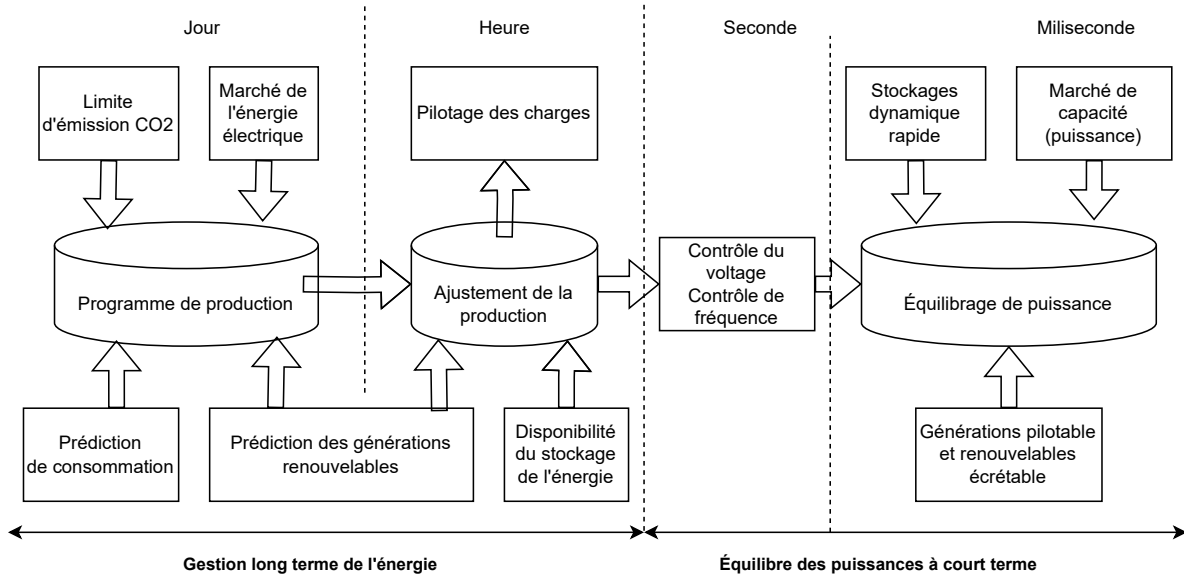 Jour
Heure
Seconde
Miliseconde
Limite
d'émission CO2
Marché de
l'énergie
électrique
Pilotage des charges
Stockages
dynamique
rapide
Marché de
capacité
(puissance)
Programme de production
Ajustement de la
production
Contrôle du
voltage
Contrôle de
fréquence
Équilibrage de puissance
Prédiction
de consommation
Prédiction des générations
renouvelables
Disponibilité
du stockage
de l'énergie
Générations pilotable
et renouvelables
écrétable
Gestion long terme de l'énergie
Équilibre des puissances à court terme